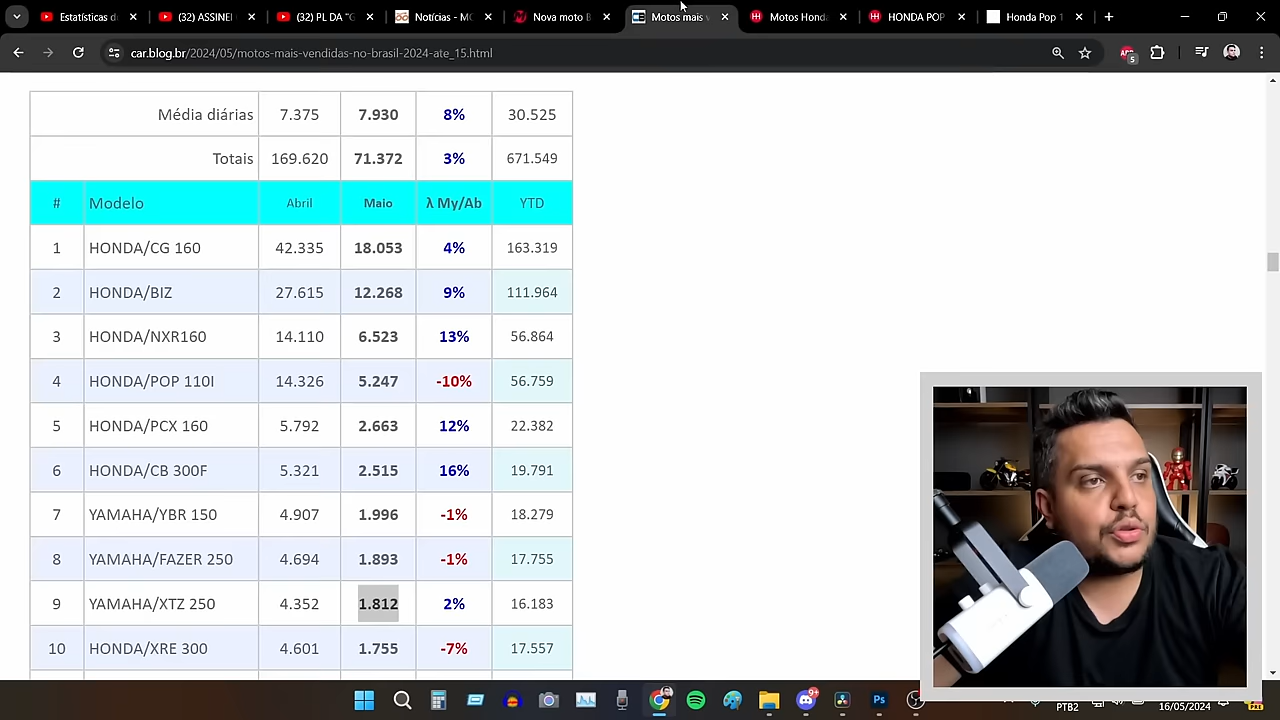 Estatísticas d
(32) OSSINE
(32) PL DA "G
Notícias - MO
Nova moto B
Motos mais v
Motos Honda
HONDA POP
Honda Pop 1
car.blog.br/2024/05/motos-mais-vendidas-no-brasil-2024-ate_15.html
5
Média diárias 7.375 7.930 8% 30.525
Totais 169.620 71.372 3% 671.549
# Modelo Abril Maio λ My/Ab YTD
1 HONDA/CG 160 42.335 18.053 4% 163.319
2 HONDA/BIZ 27.615 12.268 9% 111.964
3 HONDA/NXR160 14.110 6.523 13% 56.864
4 HONDA/POP 110I 14.326 5.247 -10% 56.759
5 HONDA/PCX 160 5.792 2.663 12% 22.382
6 HONDA/CB 300F 5.321 2.515 16% 19.791
7 YAMAHA/YBR 150 4.907 1.996 -1% 18.279
8 YAMAHA/FAZER 250 4.694 1.893 -1% 17.755
9 YAMAHA/XTZ 250 4.352 1.812 2% 16.183
10 HONDA/XRE 300 4.601 1.755 -7% 17.557
Ps
PTB2
16/05/2024